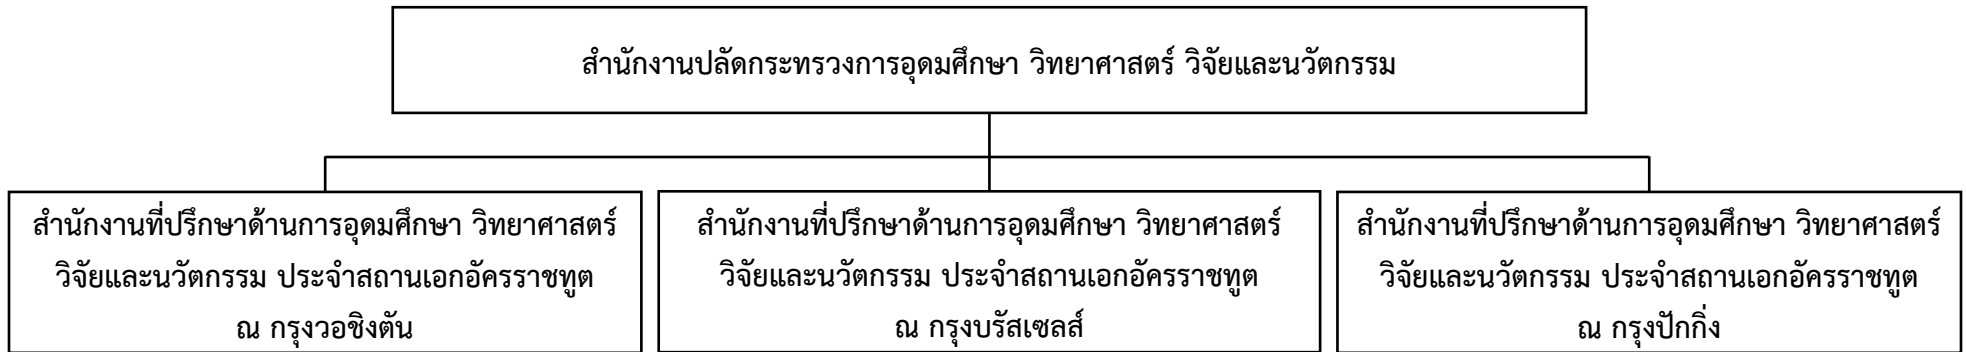 สำนักงานปลัดกระทรวงการอุดมศึกษา วิทยาศาสตร์ วิจัยและนวัตกรรม
สำนักงานที่ปรึกษาด้านการอุดมศึกษา วิทยาศาสตร์
วิจัยและนวัตกรรม ประจำสถานเอกอัครราชทูต
ณ กรุงวอชิงตัน
สำนักงานที่ปรึกษาด้านการอุดมศึกษา วิทยาศาสตร์
วิจัยและนวัตกรรม ประจำสถานเอกอัครราชทูต
ณ กรุงบรัสเซลส์
สำนักงานที่ปรึกษาด้านการอุดมศึกษา วิทยาศาสตร์
วิจัยและนวัตกรรม ประจำสถานเอกอัครราชทูต
ณ กรุงปักกิ่ง